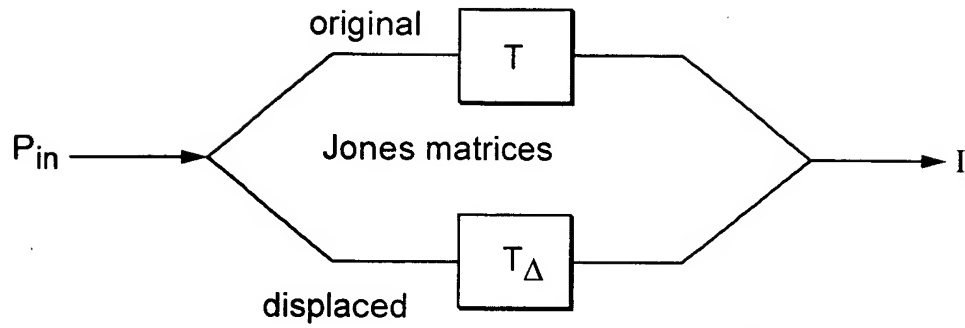 original
T
P_in
Jones matrices
I
T_Δ
displaced